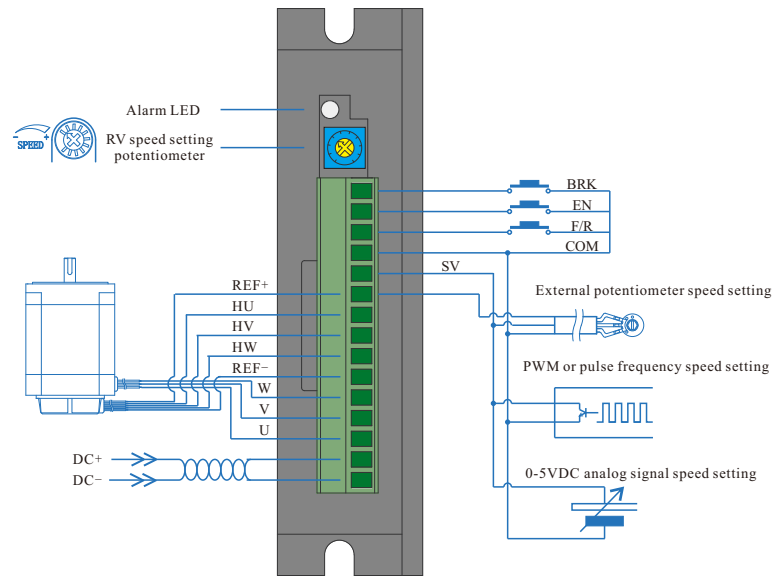 Alarm LED
RV speed setting
potentiometer
- +
SPEED
BRK
EN
F/R
COM
SV
REF+
HU
HV
HW
REF−
W
V
U
DC+
DC−
External potentiometer speed setting
PWM or pulse frequency speed setting
0-5VDC analog signal speed setting